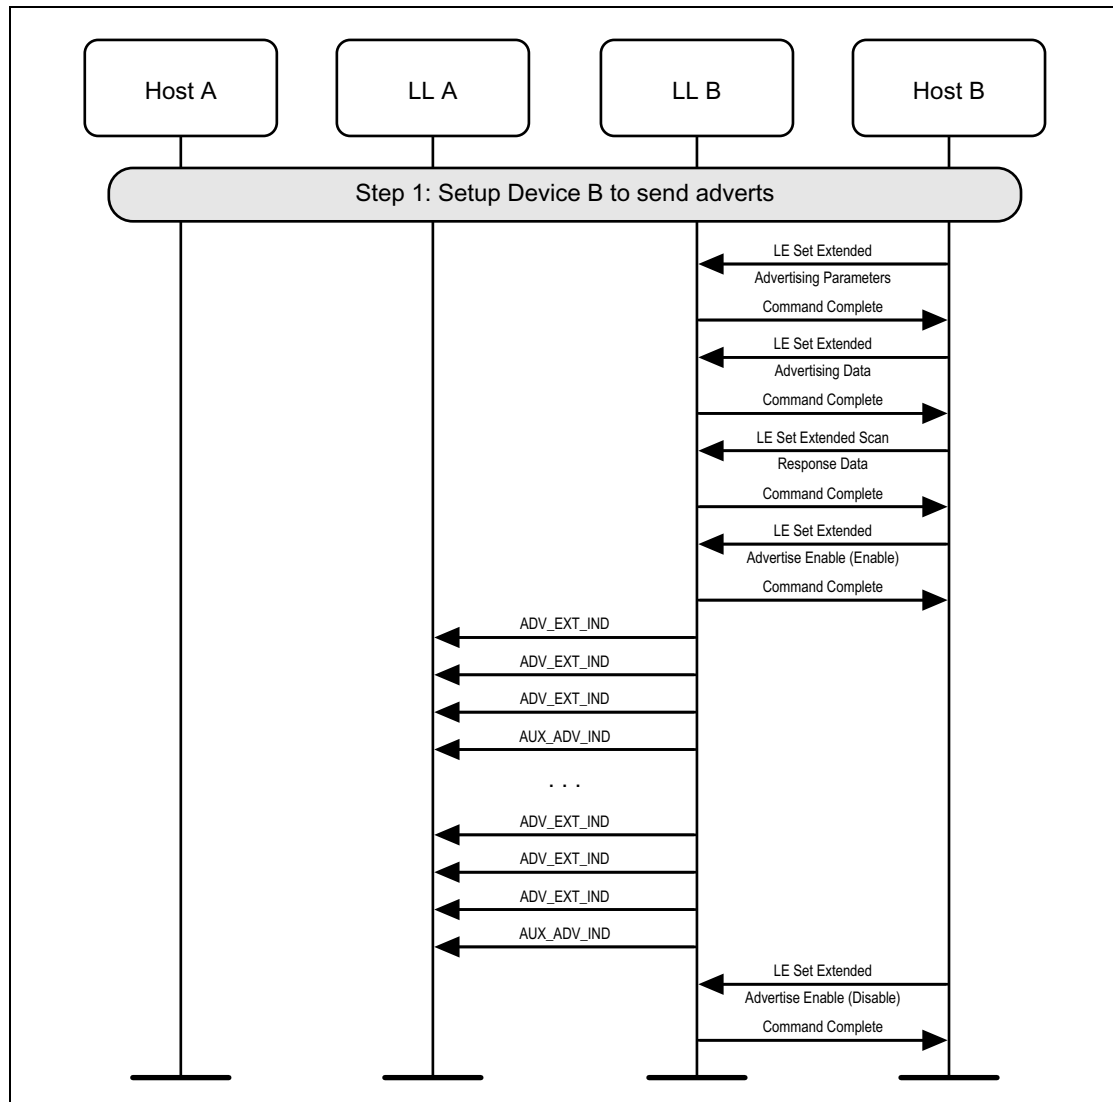 Host A
LL A
LL B
Host B
Step 1: Setup Device B to send adverts
LE Set Extended
Advertising Parameters
Command Complete
LE Set Extended
Advertising Data
Command Complete
LE Set Extended Scan
Response Data
Command Complete
LE Set Extended
Advertise Enable (Enable)
Command Complete
ADV_EXT_IND
ADV_EXT_IND
ADV_EXT_IND
AUX_ADV_IND
. . .
ADV_EXT_IND
ADV_EXT_IND
ADV_EXT_IND
AUX_ADV_IND
LE Set Extended
Advertise Enable (Disable)
Command Complete